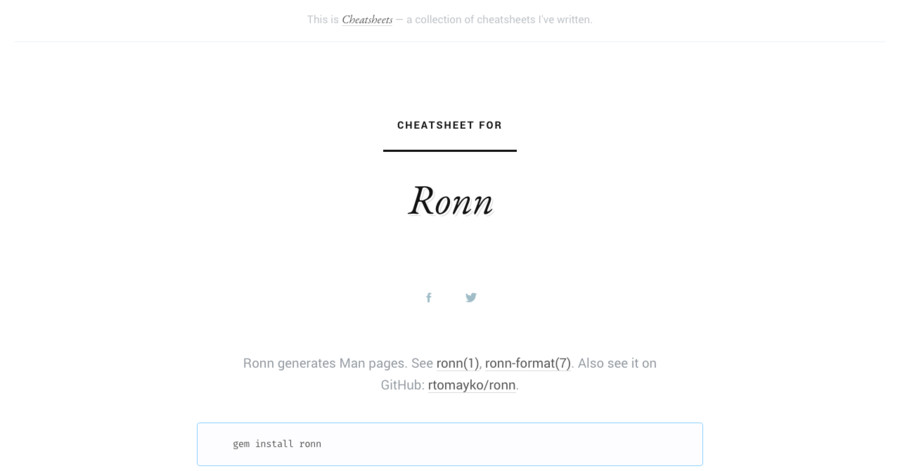 This is Cheatsheets — a collection of cheatsheets I've written.
CHEATSHEET FOR
Ronn
Ronn generates Man pages. See ronn(1), ronn-format(7). Also see it on
GitHub: rtomayko/ronn.
gem install ronn